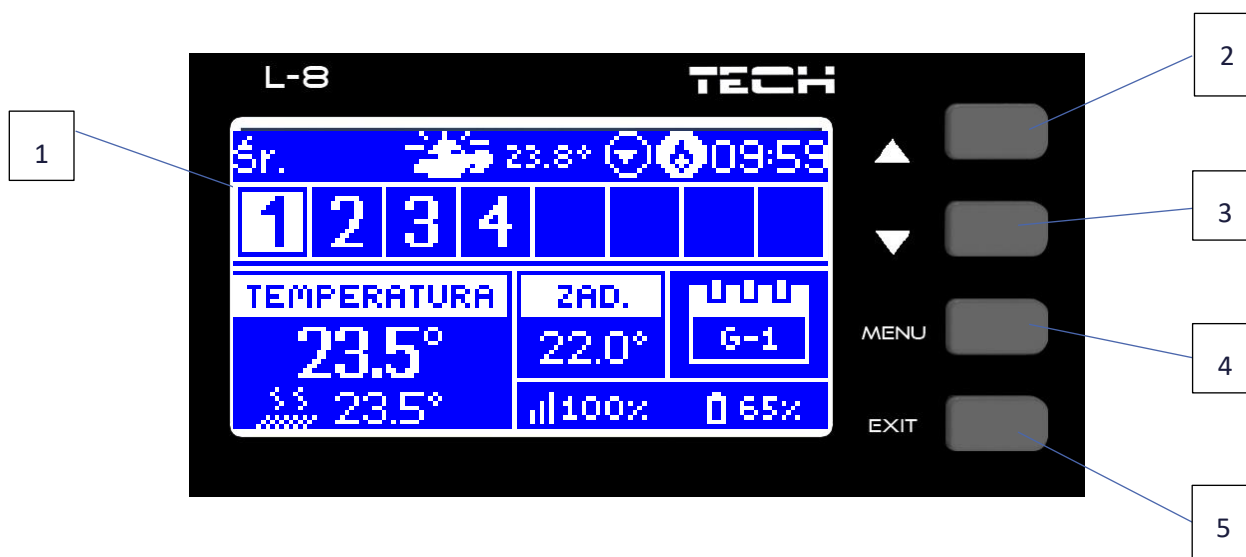 L-8 TECH
1
2
Śr. 23.8° 09:59
1 2 3 4
3
TEMPERATURA ZAD.
23.5° 22.0° G-1
MENU
4
23.5° 100% 65%
EXIT
5